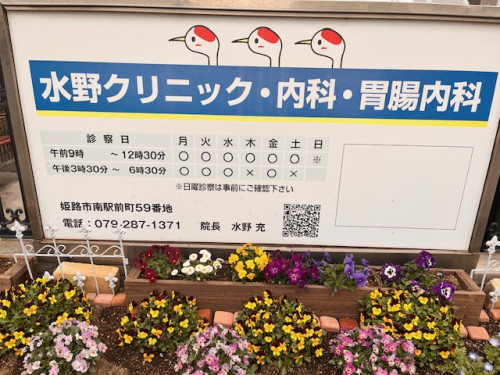 水野クリニック・内科・胃腸内科
診察日 月 火 水 木 金 土 日
午前9時 ～12時30分 〇 〇 〇 〇 〇 〇 ※
午後3時30分～ 6時30分 〇 〇 〇 × 〇 ×
※日曜診察は事前にご確認下さい
姫路市南駅前町59番地
電話:079-287-1371 院長 水野 充